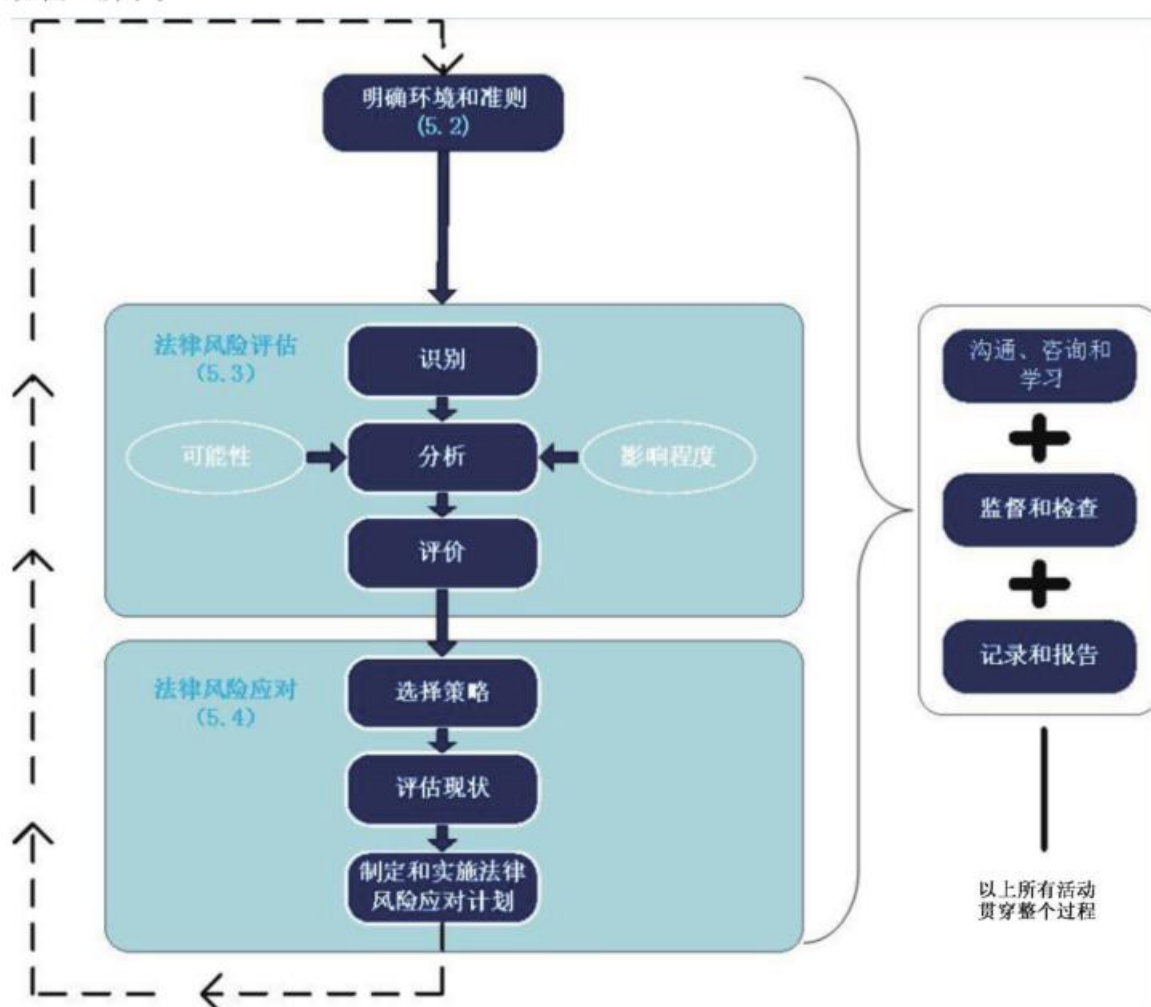 明确环境和准则
(5.2)
法律风险评估
(5.3)
识别
可能性
分析
影响程度
评价
法律风险应对
(5.4)
选择策略
评估现状
制定和实施法律
风险应对计划
沟通、咨询和
学习
监督和检查
记录和报告
以上所有活动
贯穿整个过程